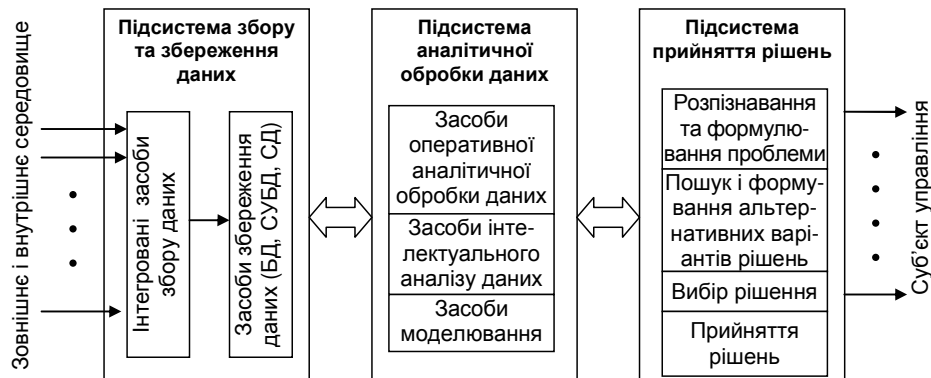 Зовнішнє і внутрішнє середовище
Підсистема збору
та збереження
даних
Інтегровані засоби
збору даних
Засоби збереження
даних (БД, СУБД, СД)
Підсистема
аналітичної
обробки даних
Засоби
оперативної
аналітичної
обробки даних
Засоби інте-
лектуального
аналізу даних
Засоби
моделювання
Підсистема
прийняття рішень
Розпізнавання
та формулю-
вання проблеми
Пошук і форму-
вання альтер-
нативних варі-
антів рішень
Вибір рішення
Прийняття
рішень
Суб’єкт управління